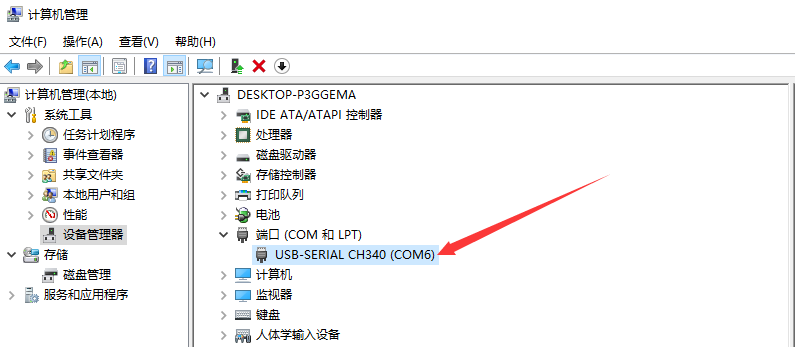 计算机管理
文件(F) 操作(A) 查看(V) 帮助(H)
计算机管理(本地)
系统工具
任务计划程序
事件查看器
共享文件夹
本地用户和组
性能
设备管理器
存储
磁盘管理
服务和应用程序
DESKTOP-P3GGEMA
IDE ATA/ATAPI 控制器
处理器
磁盘驱动器
存储控制器
打印队列
电池
端口 (COM 和 LPT)
USB-SERIAL CH340 (COM6)
计算机
监视器
键盘
人体学输入设备